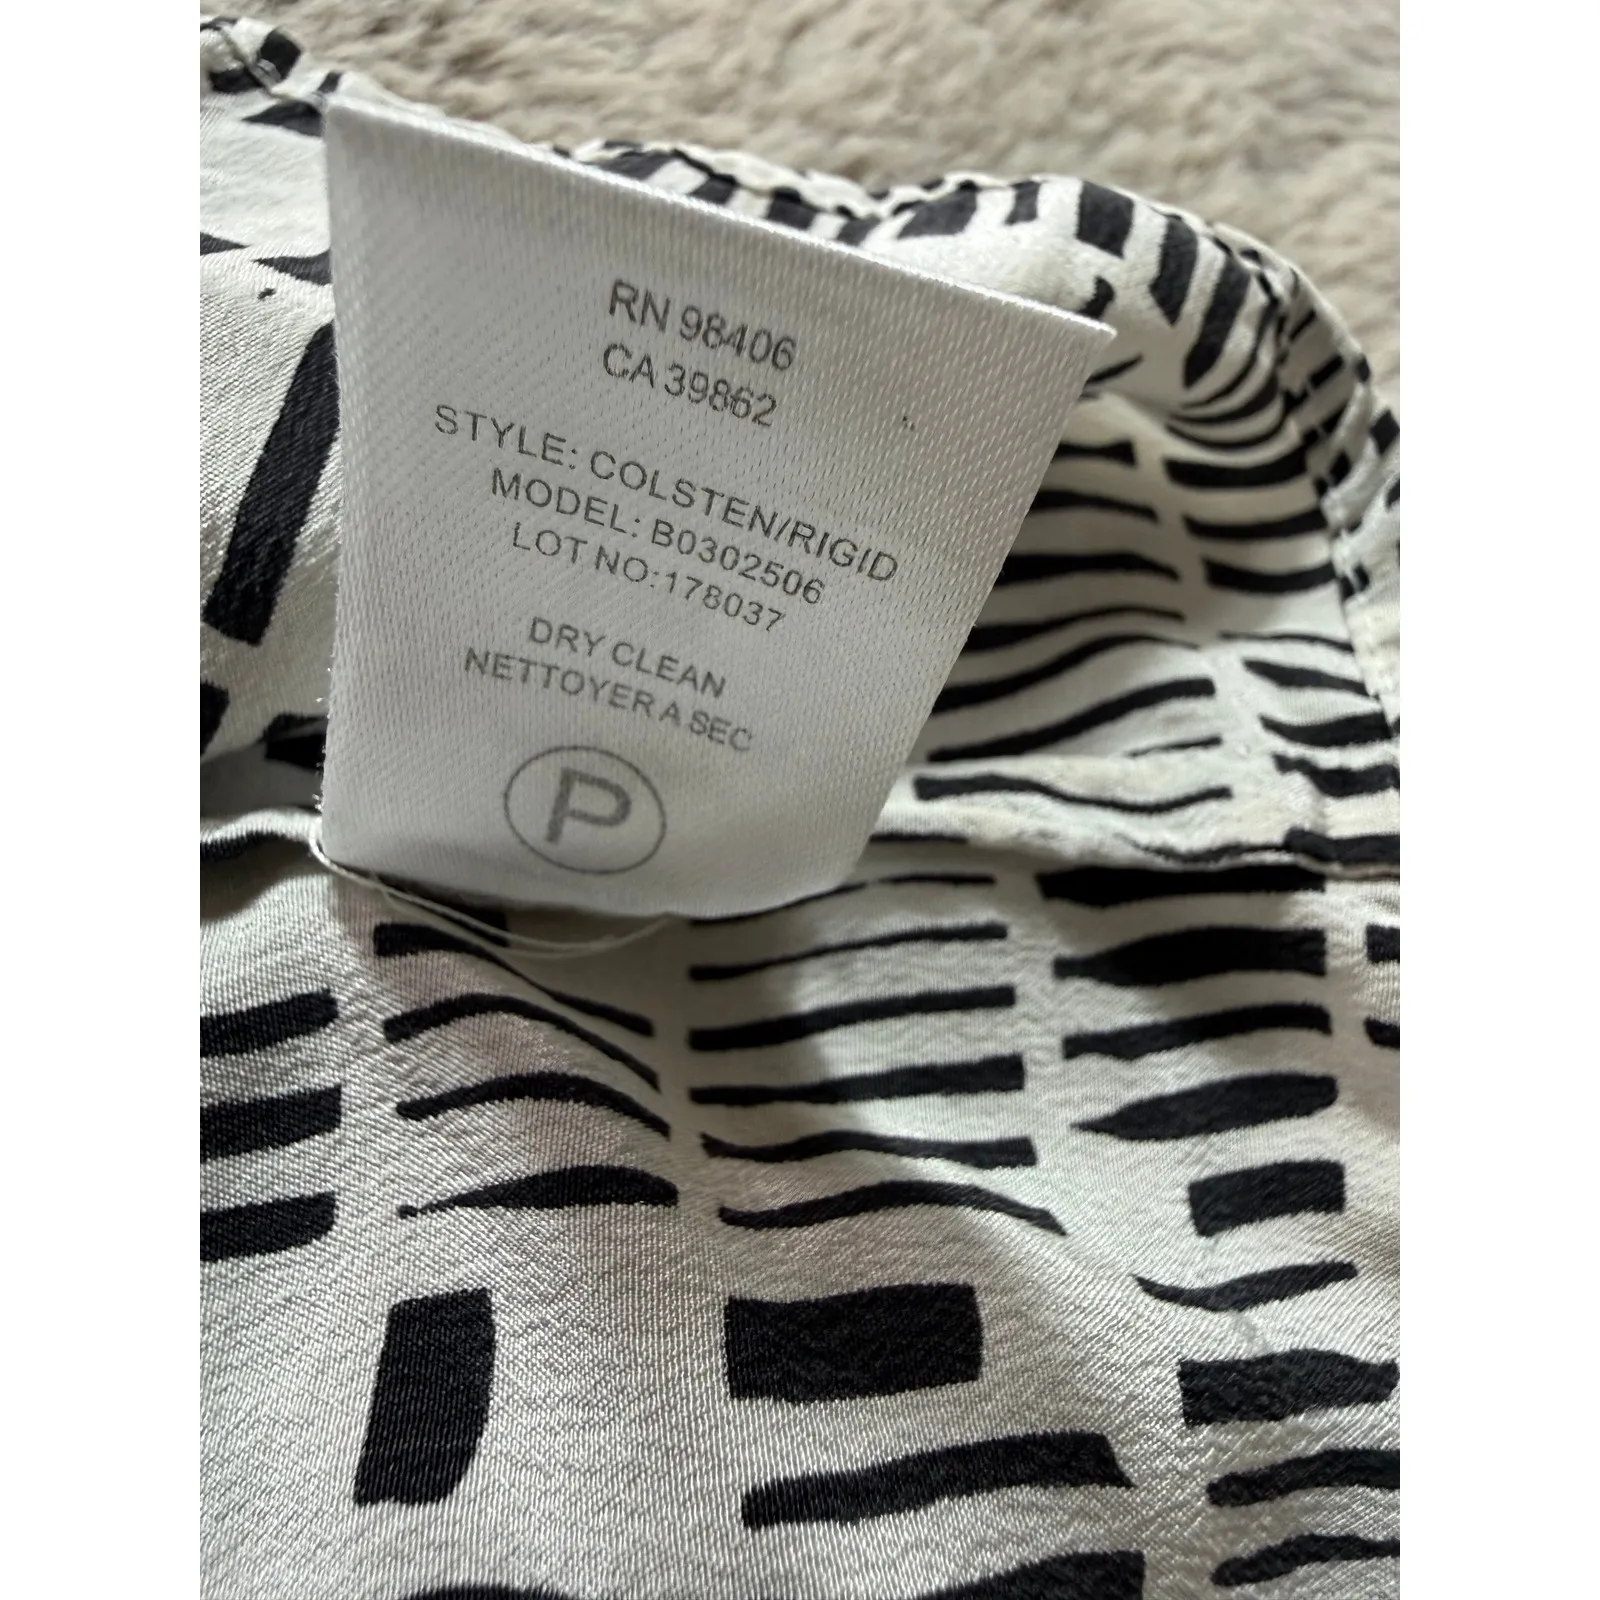 RN 98406
CA 39862
STYLE: COLSTEN/RIGID
MODEL: B0302506
LOT NO:178037
DRY CLEAN
NETTOYER A SEC
P